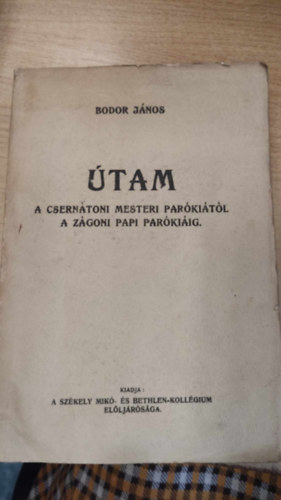 BODOR JÁNOS
ÚTAM
A CSERNÁTONI MESTERI PARÓKIÁTÓL
A ZÁGONI PAPI PARÓKIÁIG.
KIADJA :
A SZÉKELY MIKÓ- ÉS BETHLEN-KOLLÉGIUM
ELŐLJÁRÓSÁGA.